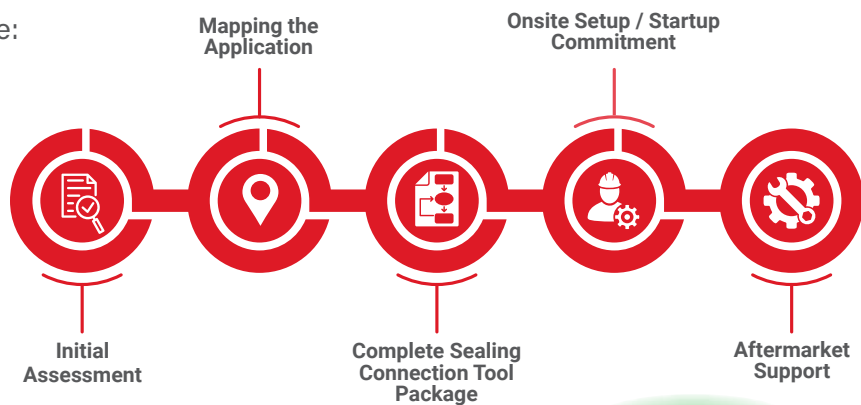 e:
Mapping the
Application
Onsite Setup / Startup
Commitment
Initial
Assessment
Complete Sealing
Connection Tool
Package
Aftermarket
Support